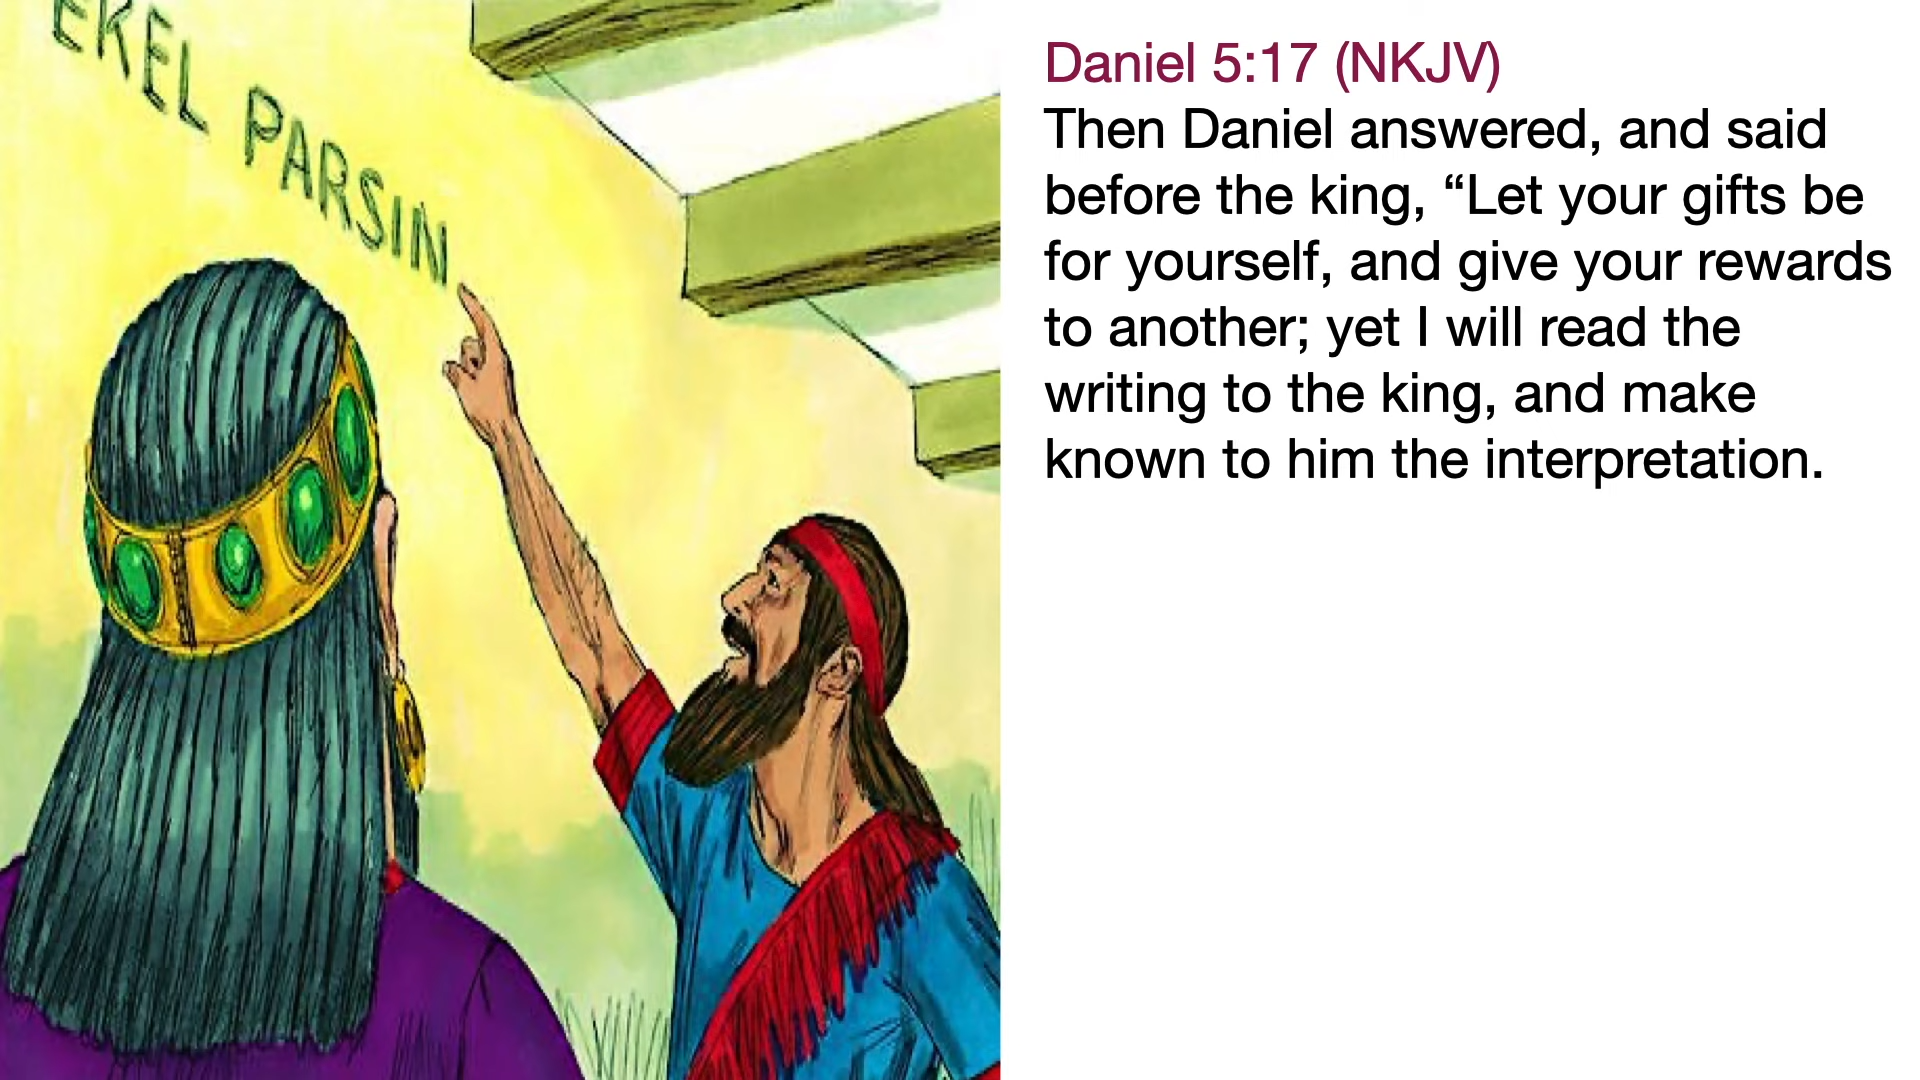 EKEL PARSIN
Daniel 5:17 (NKJV)
Then Daniel answered, and said
before the king, “Let your gifts be
for yourself, and give your rewards
to another; yet I will read the
writing to the king, and make
known to him the interpretation.